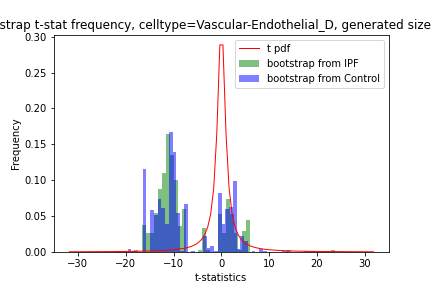 strap t-stat frequency, celltype=Vascular-Endothelial_D, generated size
0.30
0.25
0.20
0.15
0.10
0.05
0.00
Frequency
t pdf
bootstrap from IPF
bootstrap from Control
−30 −20 −10 0 10 20 30
t-statistics